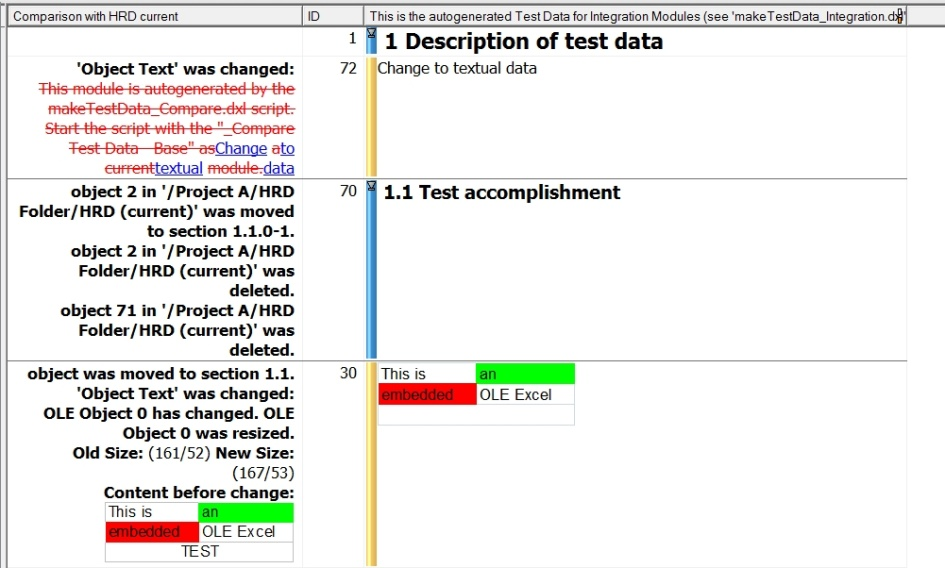 Comparison with HRD current ID This is the autogenerated Test Data for Integration Modules (see 'makeTestData_Integration.dxl'
1 1 Description of test data
'Object Text' was changed: 72 Change to textual data
This module is autogenerated by the
makeTestData_Compare.dxl script.
Start the script with the "_Compare
Test Data - Base" asChange ato
currenttextual module.data
object 2 in '/Project A/HRD 70 1.1 Test accomplishment
Folder/HRD (current)' was moved
to section 1.1.0-1.
object 2 in '/Project A/HRD
Folder/HRD (current)' was
deleted.
object 71 in '/Project A/HRD
Folder/HRD (current)' was
deleted.
object was moved to section 1.1. 30 This is an
'Object Text' was changed: embedded OLE Excel
OLE Object 0 has changed. OLE
Object 0 was resized.
Old Size: (161/52) New Size:
(167/53)
Content before change:
This is an
embedded OLE Excel
TEST